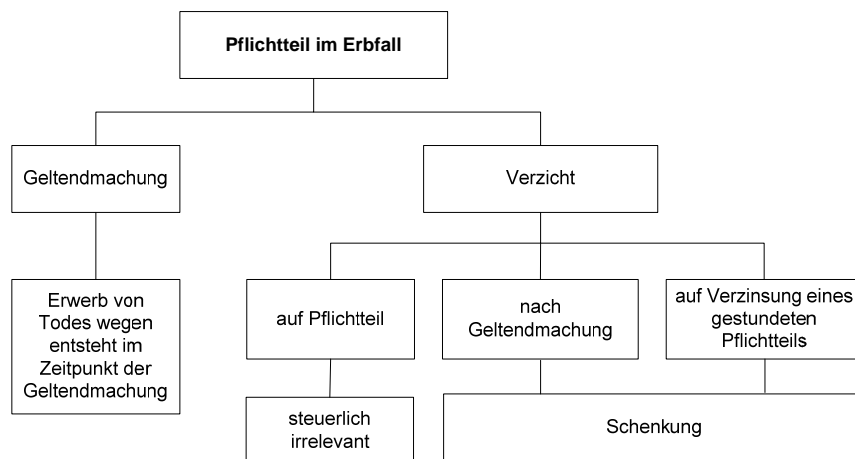 Pflichtteil im Erbfall
Geltendmachung
Verzicht
Erwerb von
Todes wegen
entsteht im
Zeitpunkt der
Geltendmachung
auf Pflichtteil
nach
Geltendmachung
auf Verzinsung eines
gestundeten
Pflichtteils
steuerlich
irrelevant
Schenkung